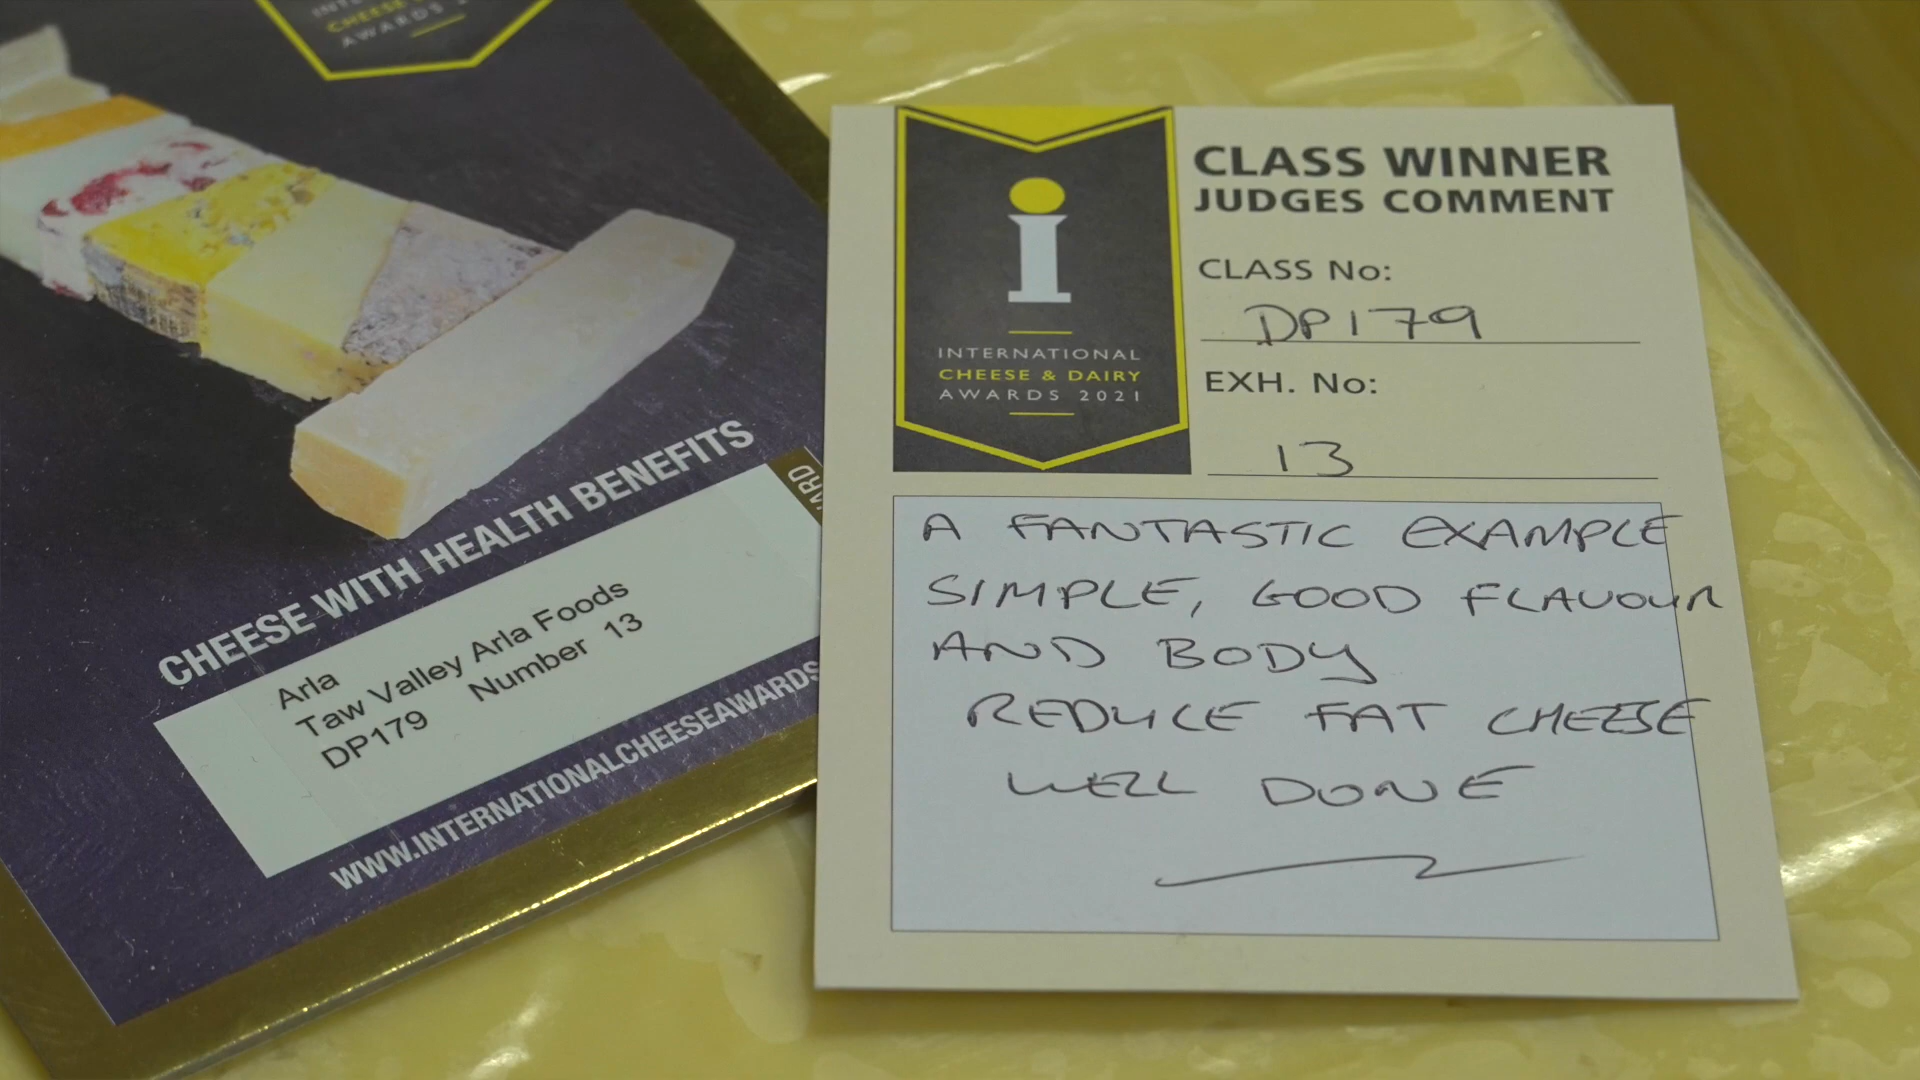 CHEESE
AWARDS
CHEESE WITH HEALTH BENEFITS
Arla
Taw Valley Arla Foods
DP179 Number 13
WWW.INTERNATIONALCHEESEAWARDS
CLASS WINNER
JUDGES COMMENT
CLASS No:
DP179
EXH. No:
13
INTERNATIONAL
CHEESE & DAIRY
AWARDS 2021
A FANTASTIC EXAMPLE
SIMPLE, GOOD FLAVOUR
AND BODY
REDUCE FAT CHEESE
WELL DONE